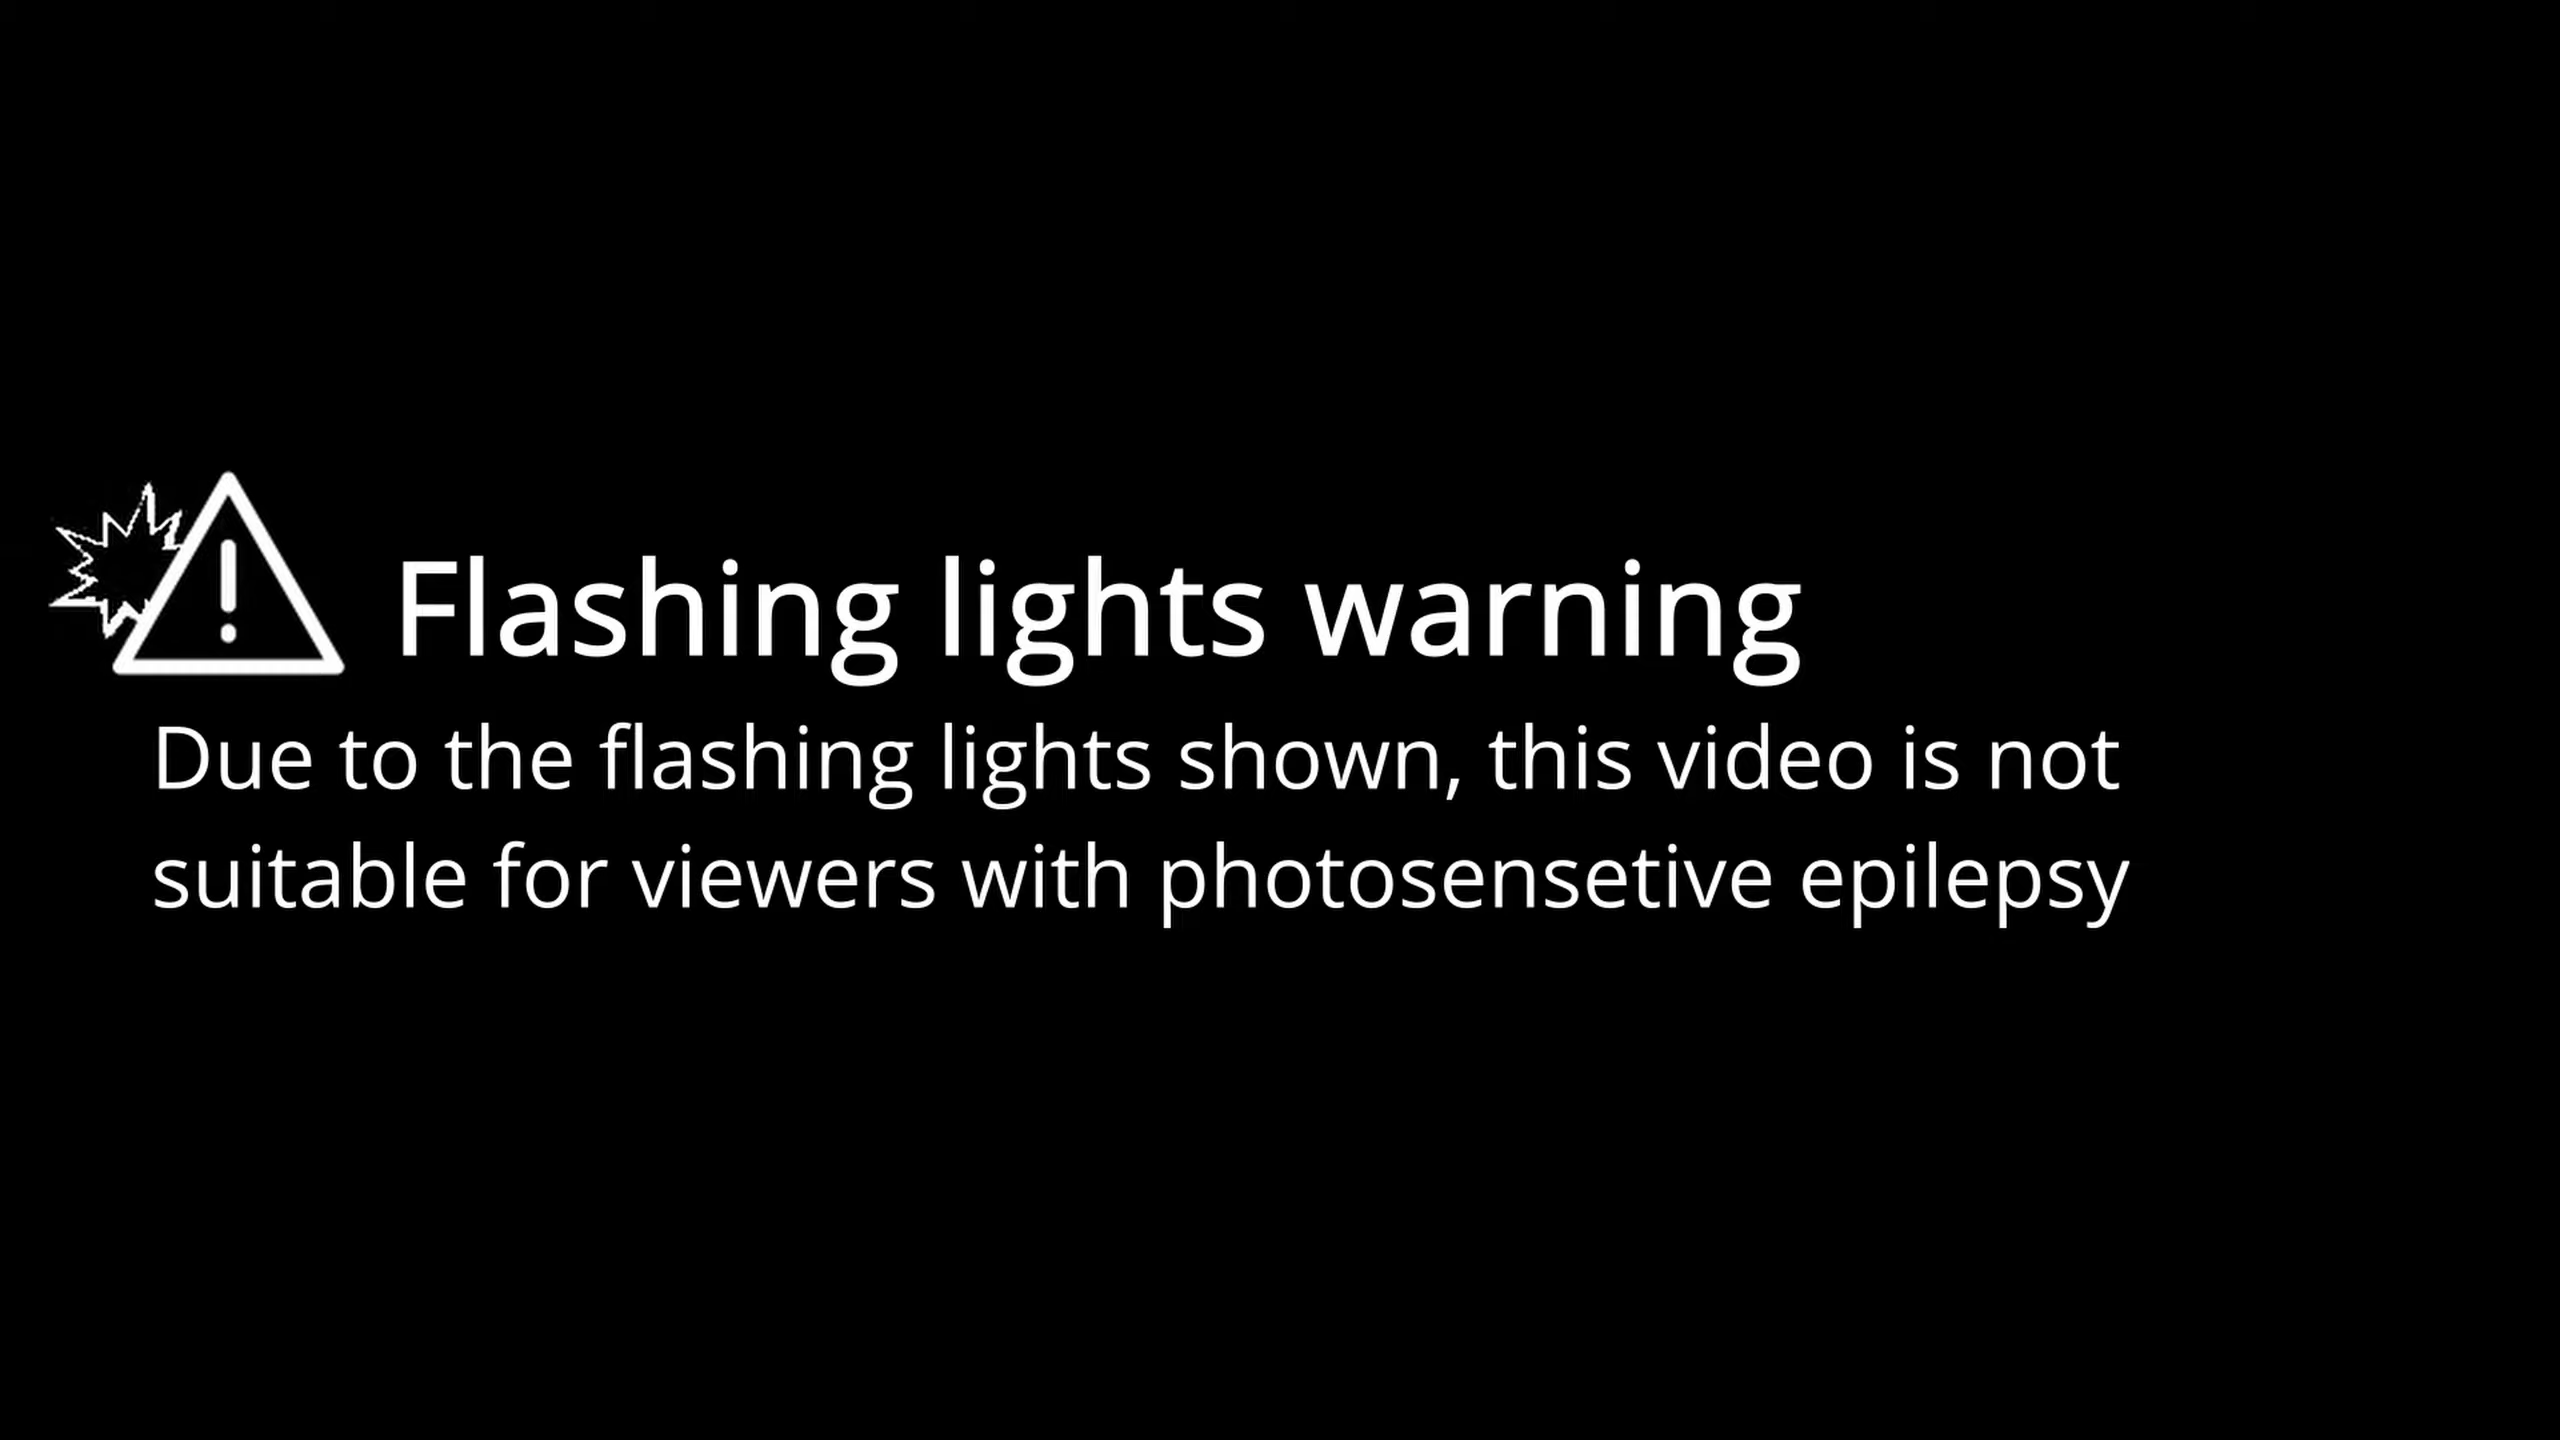 Flashing lights warning
Due to the flashing lights shown, this video is not
suitable for viewers with photosensetive epilepsy